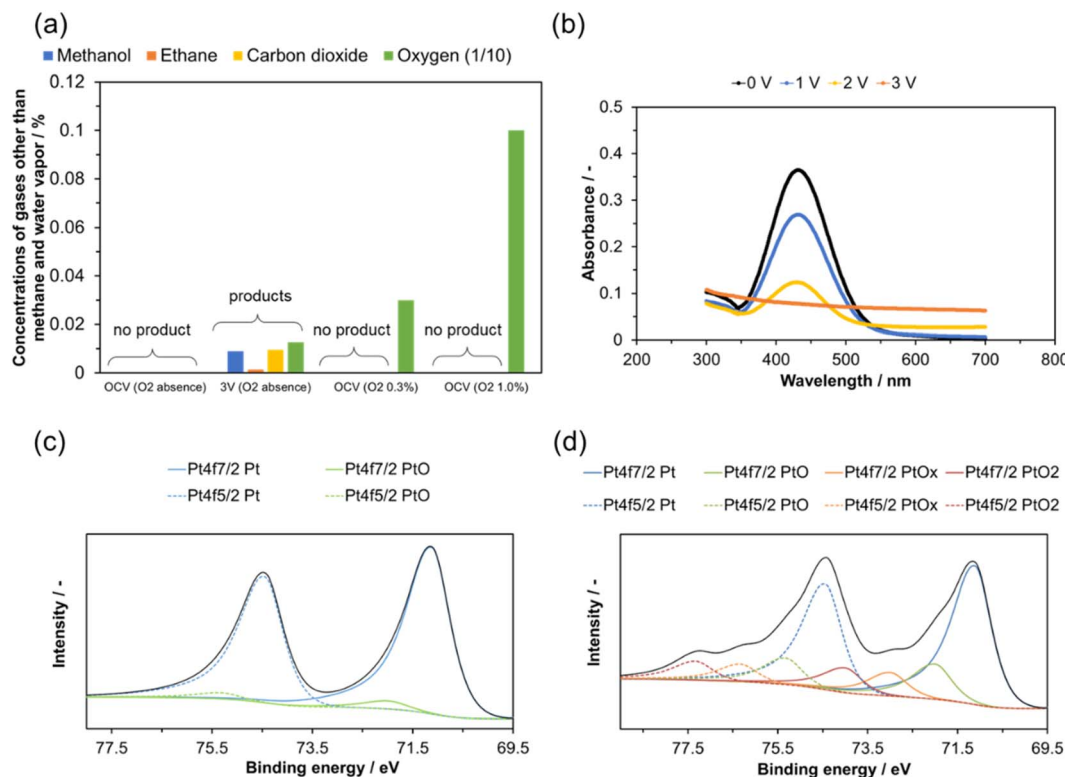 (a)
Methanol Ethane Carbon dioxide Oxygen (1/10)
Concentrations of gases other than
methane and water vapor / %
0.12
0.1
0.08
0.06
0.04
0.02
0
no product
products
no product
no product
OCV (O2 absence) 3V (O2 absence) OCV (O2 0.3%) OCV (O2 1.0%)
(b)
0 V 1 V 2 V 3 V
Absorbance / -
0.5
0.4
0.3
0.2
0.1
0
200 300 400 500 600 700 800
Wavelength / nm
(c)
Pt4f7/2 Pt Pt4f7/2 PtO
Pt4f5/2 Pt Pt4f5/2 PtO
Intensity / -
77.5 75.5 73.5 71.5 69.5
Binding energy / eV
(d)
Pt4f7/2 Pt Pt4f7/2 PtO Pt4f7/2 PtOx Pt4f7/2 PtO2
Pt4f5/2 Pt Pt4f5/2 PtO Pt4f5/2 PtOx Pt4f5/2 PtO2
Intensity / -
77.5 75.5 73.5 71.5 69.5
Binding energy / eV